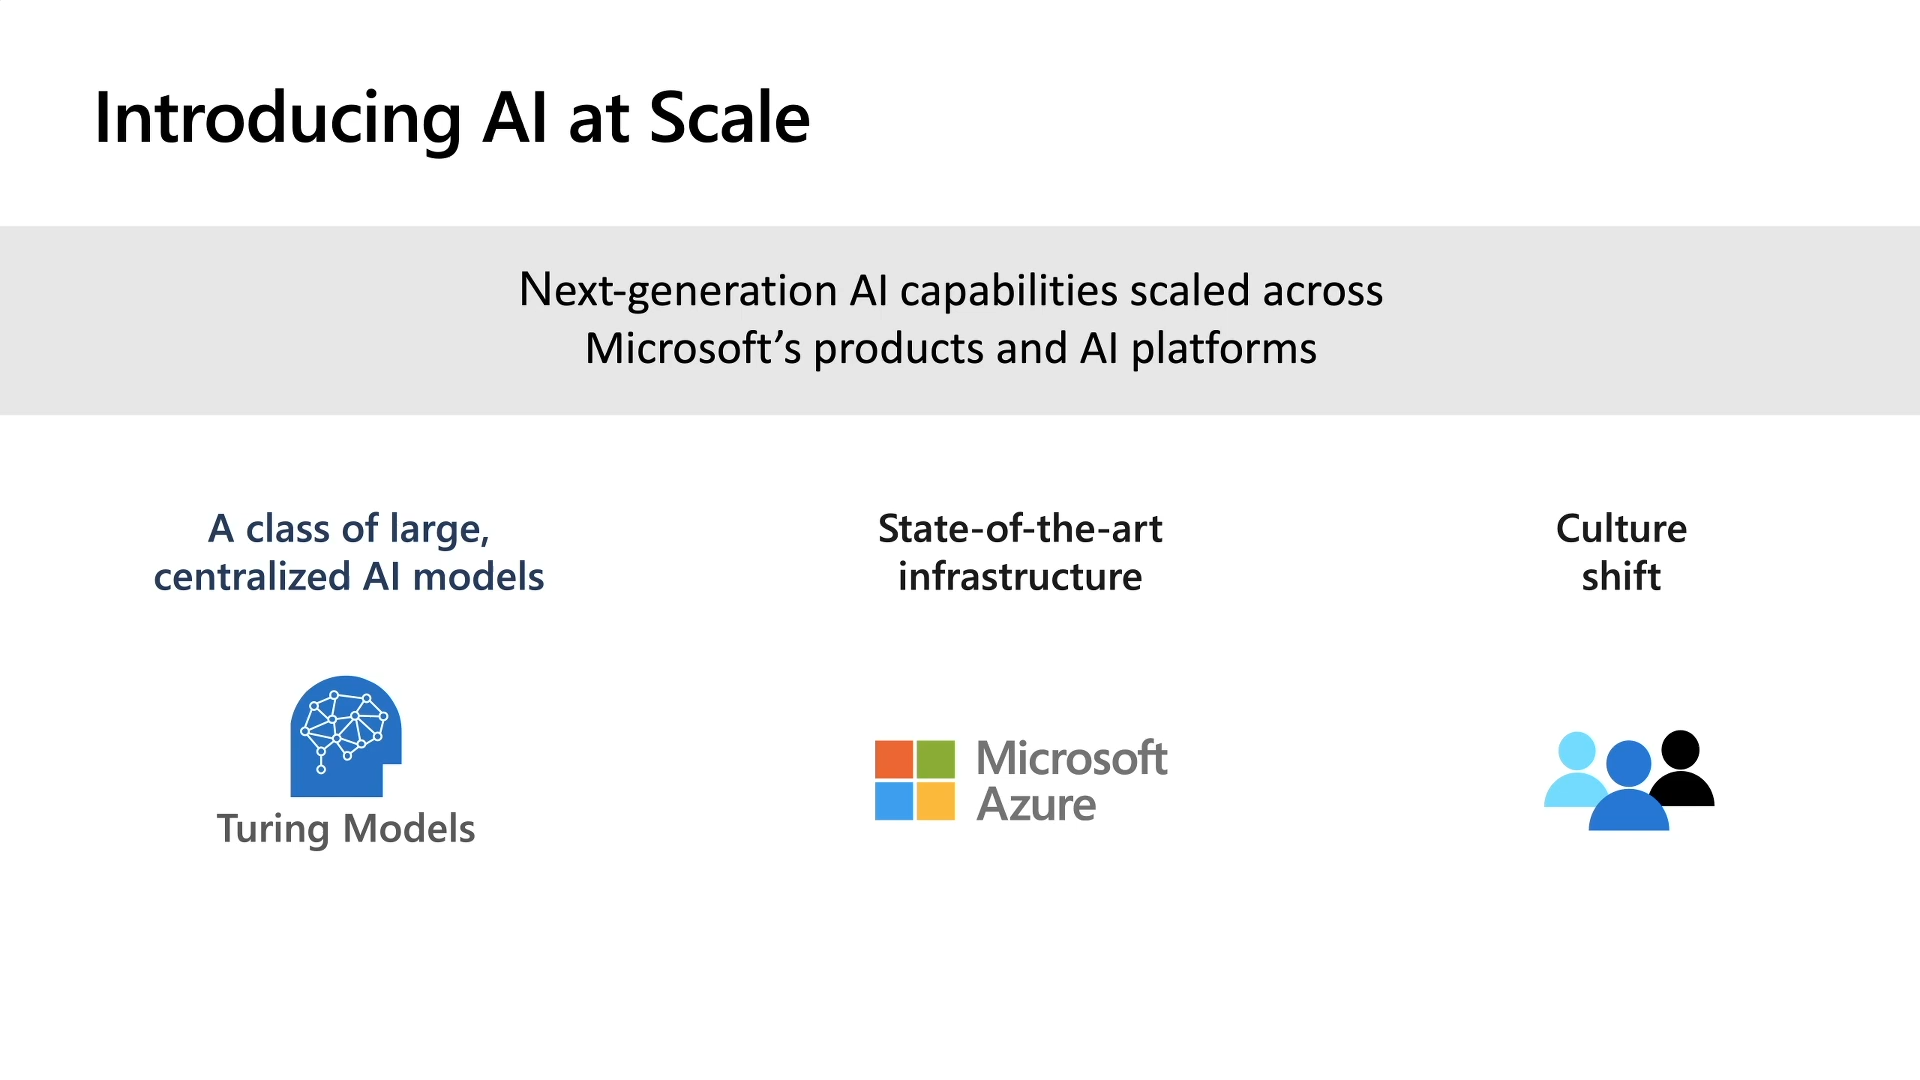 Introducing AI at Scale
Next-generation AI capabilities scaled across
Microsoft’s products and AI platforms
A class of large,
centralized AI models
State-of-the-art
infrastructure
Culture
shift
Turing Models
Microsoft
Azure